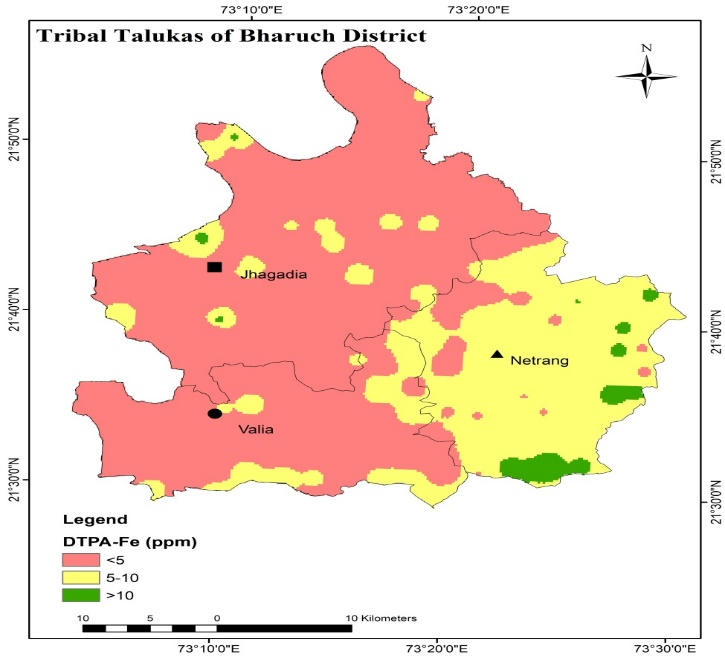 73°10'0"E 73°20'0"E
Tribal Talukas of Bharuch District
N
21°50'0"N 21°50'0"N
Jhagadia
21°40'0"N 21°40'0"N
Netrang
Valia
21°30'0"N 21°30'0"N
Legend
DTPA-Fe (ppm)
<5
5-10
>10
10 5 0 10 Kilometers
73°10'0"E 73°20'0"E 73°30'0"E